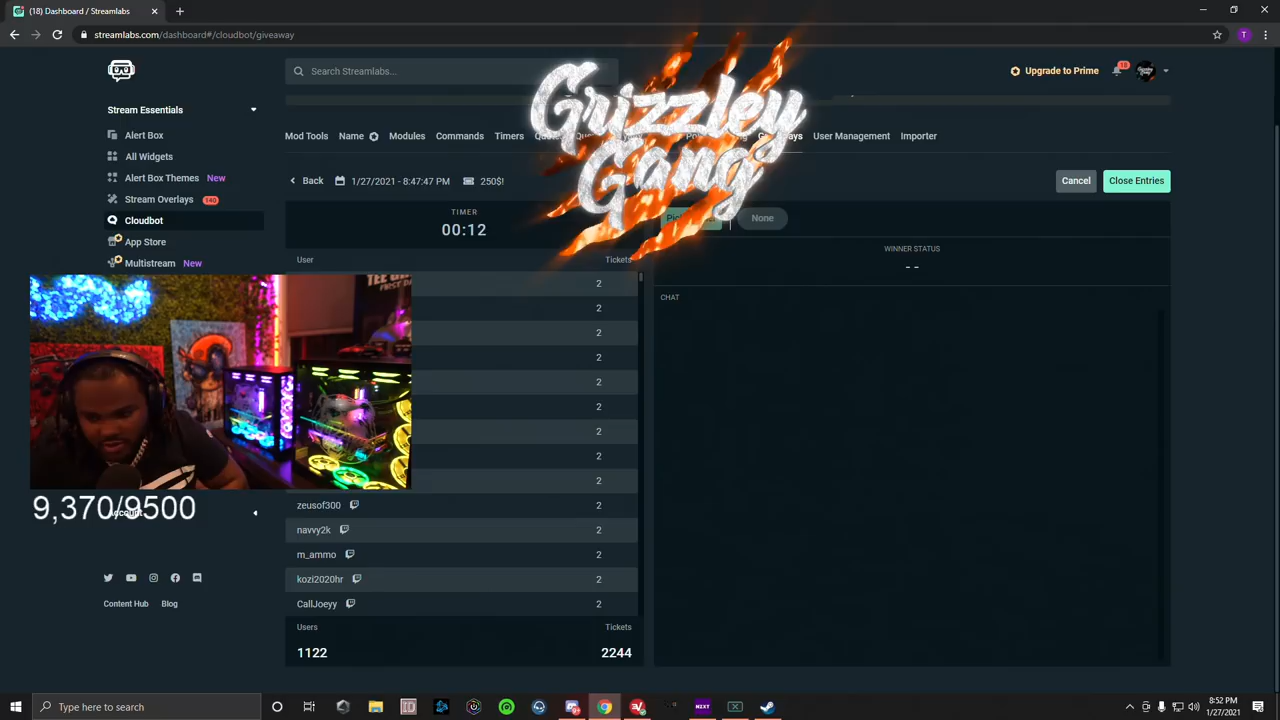 (18) Dashboard
streamlabs.com/dashboard#/cloudbot/giveaway
T
Search Streamlabs...
Upgrade to Prime
18
Stream Essentials
Alert Box
All Widgets
Alert Box Themes New
Stream Overlays 140
Cloudbot
App Store
Multistream New
Mod Tools Name Modules Commands Timers User Management Importer
Grizzley
Gang
Back 1/27/2021 - 8:47:47 PM 250$!
Cancel Close Entries
TIMER
00:12
None
User Tickets
WINNER STATUS
--
CHAT
2
2
2
2
2
2
2
2
2
zeusof300 2
navvy2k 2
m_ammo 2
kozi2020hr 2
CallJoeyy 2
Users Tickets
1122 2244
9,370/9500
Account
Content Hub Blog
Type here to search
N2XT
8:52 PM
1/27/2021